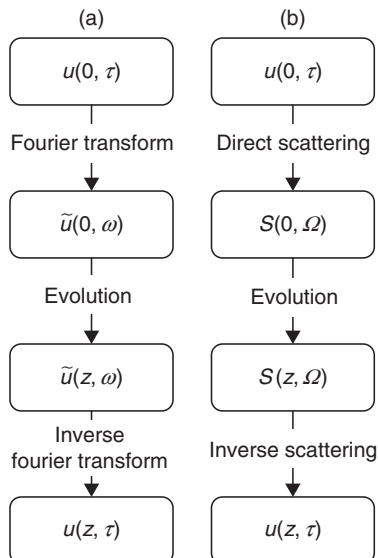 (a)
u(0, τ)
Fourier transform
ũ(0, ω)
Evolution
ũ(z, ω)
Inverse
fourier transform
u(z, τ)
(b)
u(0, τ)
Direct scattering
S(0, Ω)
Evolution
S(z, Ω)
Inverse scattering
u(z, τ)